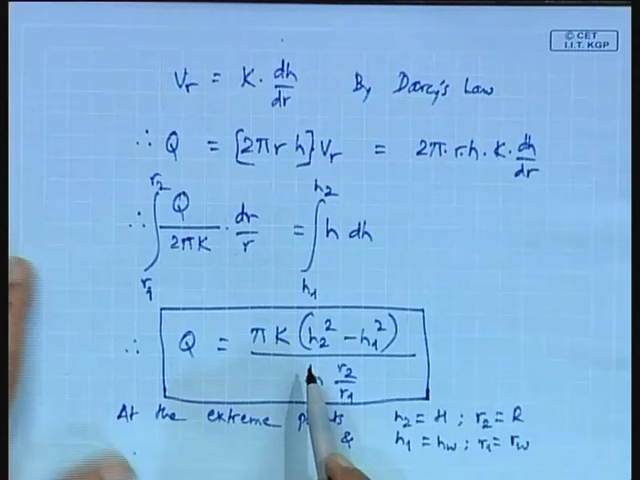 © CET
I.I.T. KGP
Vr = K · dh/dr By Darcy's Law
∴ Q = [2πr h] Vr = 2π · r · h · K · dh/dr
∴ ∫_{r1}^{r2} Q/2πK · dr/r = ∫_{h1}^{h2} h dh
∴ Q = πK (h2² − h1²) / r2/r1
At the extreme h2 = H ; r2 = R
& h1 = hw ; r1 = rw